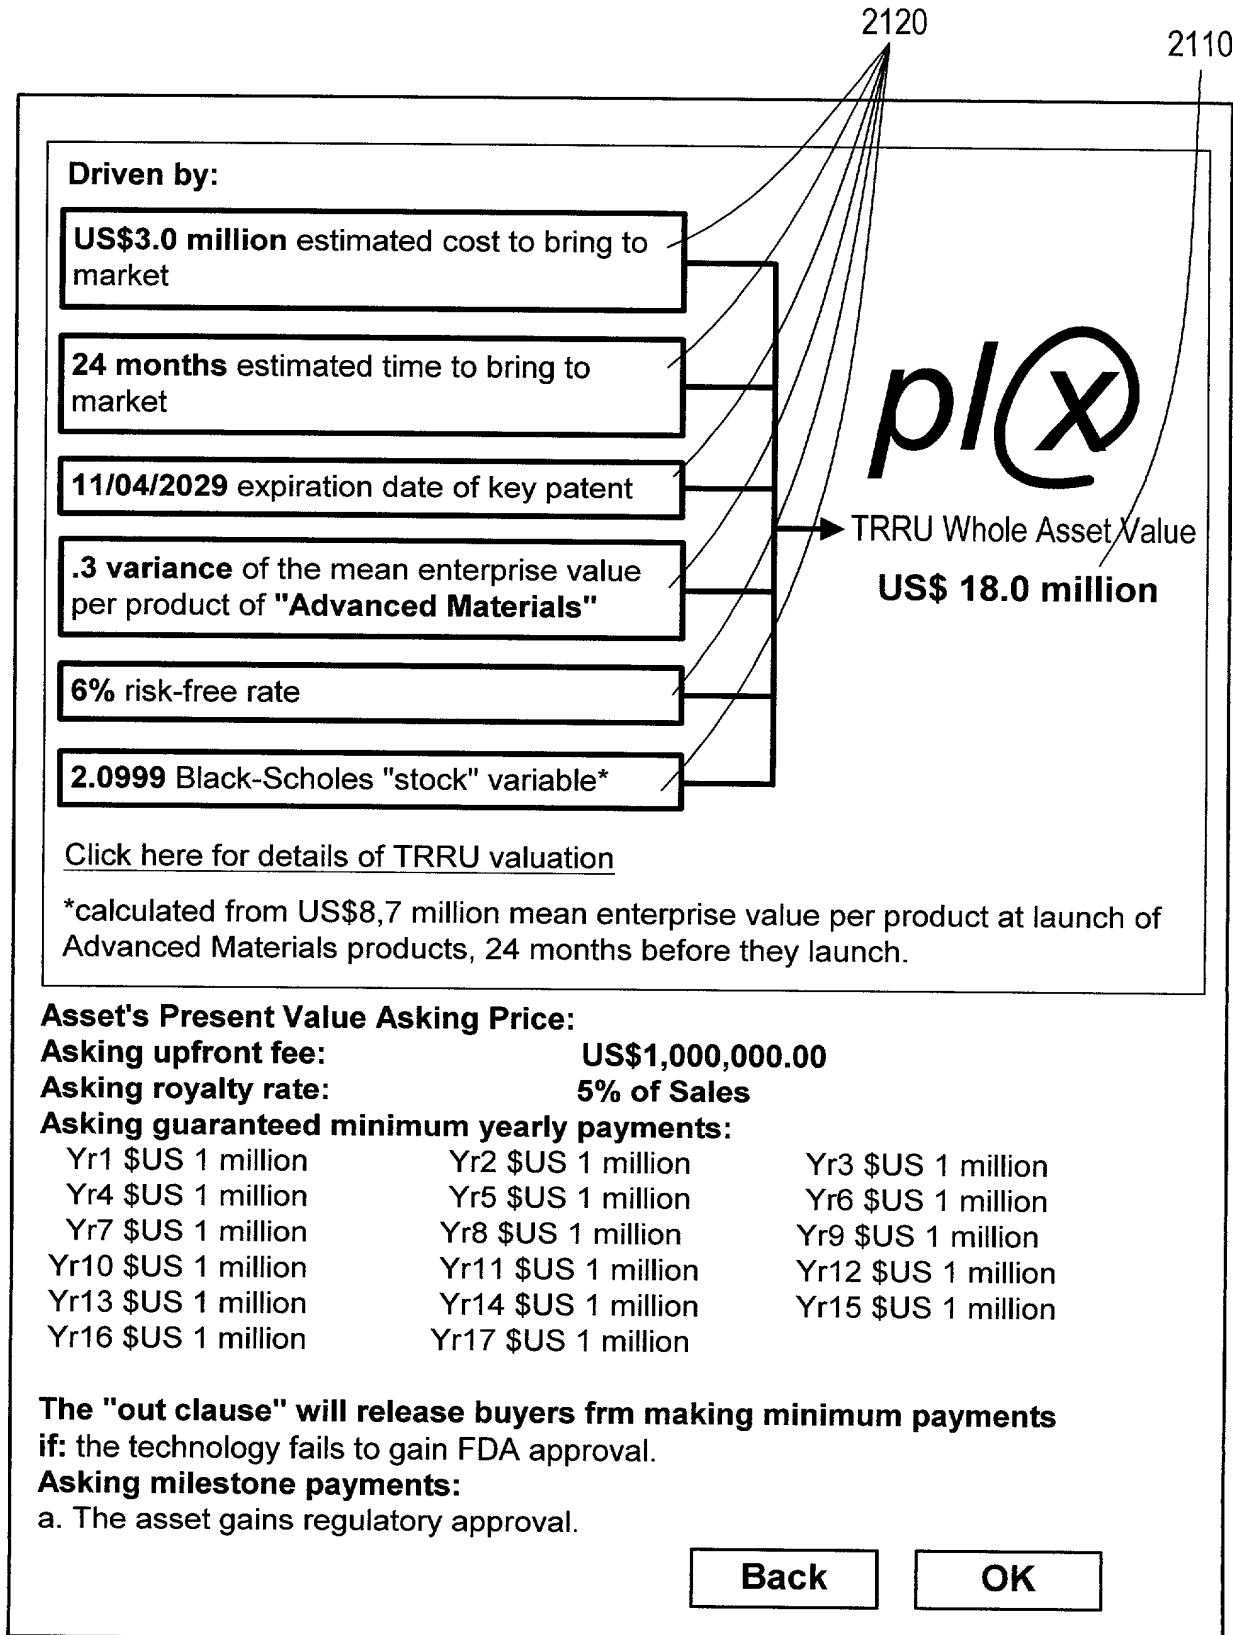 2120
2110
Driven by:
US$3.0 million estimated cost to bring to
market
24 months estimated time to bring to
market
11/04/2029 expiration date of key patent
.3 variance of the mean enterprise value
per product of "Advanced Materials"
6% risk-free rate
2.0999 Black-Scholes "stock" variable*
plx
TRRU Whole Asset Value
US$ 18.0 million
Click here for details of TRRU valuation
*calculated from US$8,7 million mean enterprise value per product at launch of
Advanced Materials products, 24 months before they launch.
Asset's Present Value Asking Price:
Asking upfront fee: US$1,000,000.00
Asking royalty rate: 5% of Sales
Asking guaranteed minimum yearly payments:
Yr1 $US 1 million Yr2 $US 1 million Yr3 $US 1 million
Yr4 $US 1 million Yr5 $US 1 million Yr6 $US 1 million
Yr7 $US 1 million Yr8 $US 1 million Yr9 $US 1 million
Yr10 $US 1 million Yr11 $US 1 million Yr12 $US 1 million
Yr13 $US 1 million Yr14 $US 1 million Yr15 $US 1 million
Yr16 $US 1 million Yr17 $US 1 million
The "out clause" will release buyers frm making minimum payments
if: the technology fails to gain FDA approval.
Asking milestone payments:
a. The asset gains regulatory approval.
Back OK